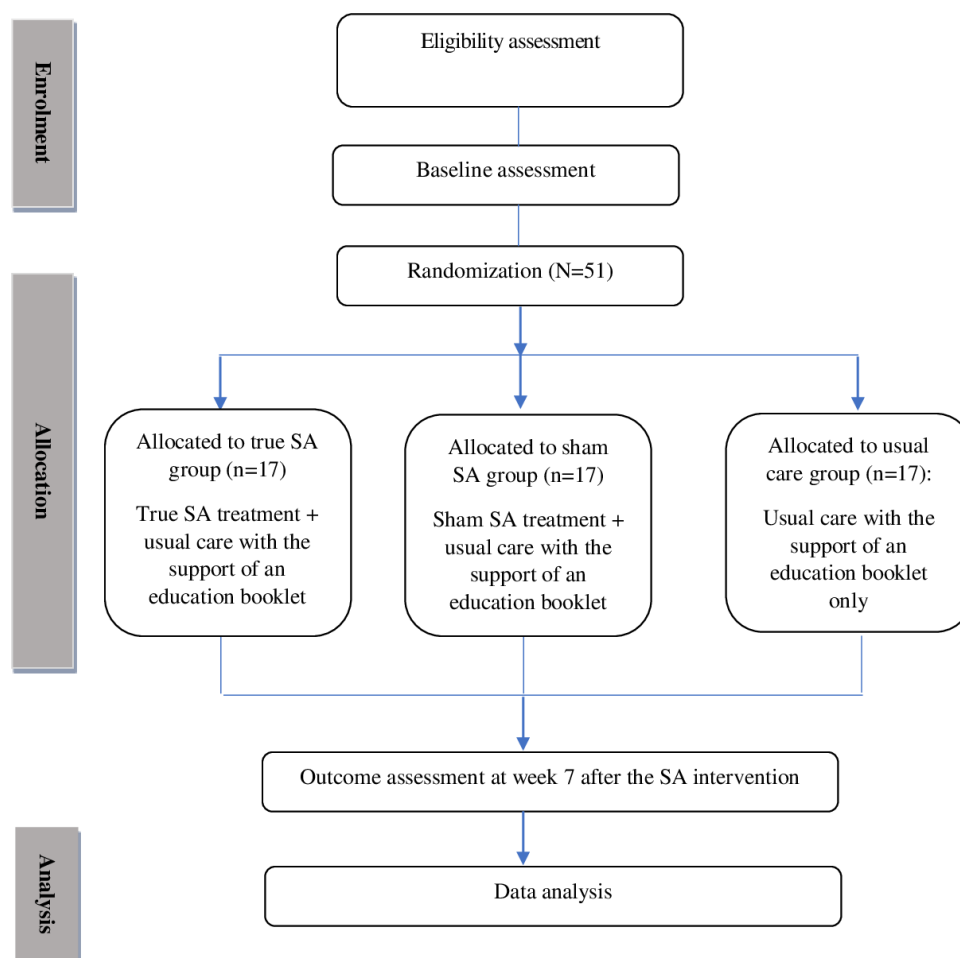 Enrolment
Eligibility assessment
Baseline assessment
Randomization (N=51)
Allocation
Allocated to true SA
group (n=17)
True SA treatment +
usual care with the
support of an
education booklet
Allocated to sham
SA group (n=17)
Sham SA treatment +
usual care with the
support of an
education booklet
Allocated to usual
care group (n=17):
Usual care with the
support of an
education booklet
only
Outcome assessment at week 7 after the SA intervention
Analysis
Data analysis